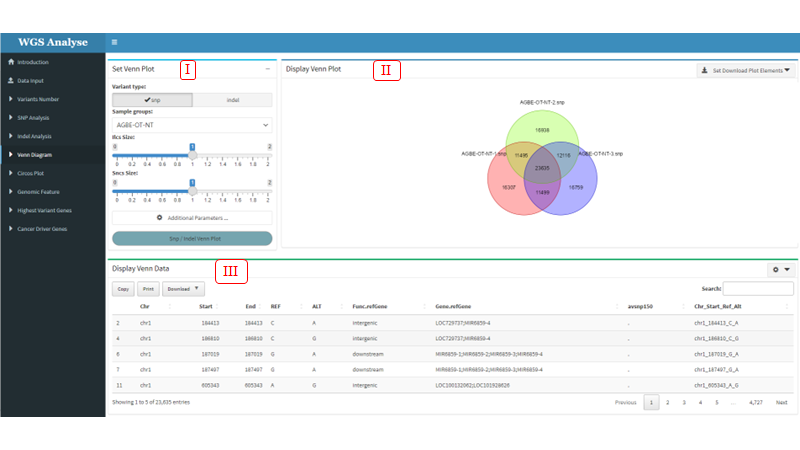 WGS Analyse
Introduction
Data Input
Variants Number
SNP Analysis
Indel Analysis
Venn Diagram
Circos Plot
Genomic Feature
Highest Variant Genes
Cancer Driver Genes
Set Venn Plot I
Variant type:
snp indel
Sample groups:
AGBE-OT-NT
Ilcs Size:
0 1 2
0 0.2 0.4 0.6 0.8 1 1.2 1.4 1.6 1.8 2
Sncs Size:
0 1 2
0 0.2 0.4 0.6 0.8 1 1.2 1.4 1.6 1.8 2
Additional Parameters ...
Snp / Indel Venn Plot
Display Venn Plot II Set Download Plot Elements
AGBE-OT-NT-2.snp
AGBE-OT-NT-1.snp AGBE-OT-NT-3.snp
11495 12116
23635
16307 18759
11499
Display Venn Data III
Copy Print Download Search:
Chr Start End REF ALT Func.refGene Gene.refGene avsnp150 Chr_Start_Ref_Alt
2 chr1 184413 184413 C A intergenic LOC729737;MIR6859-4 . chr1_184413_C_A
4 chr1 186810 186810 C G intergenic LOC729737;MIR6859-4 . chr1_186810_C_G
6 chr1 187019 187019 G A downstream MIR6859-1;MIR6859-2;MIR6859-3;MIR6859-4 . chr1_187019_G_A
7 chr1 187497 187497 G A downstream MIR6859-1;MIR6859-2;MIR6859-3;MIR6859-4 . chr1_187497_G_A
11 chr1 605343 605343 A G intergenic LOC100132062;LOC101928626 . chr1_605343_A_G
Showing 1 to 5 of 23,635 entries Previous 1 2 3 4 5 ... 4,727 Next